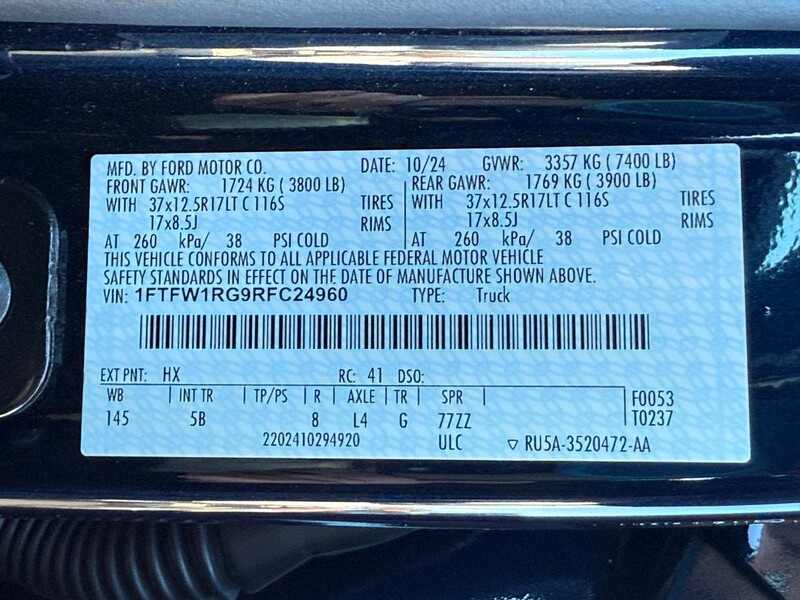 MFD. BY FORD MOTOR CO. DATE: 10/24 GVWR: 3357 KG ( 7400 LB)
FRONT GAWR: 1724 KG ( 3800 LB) REAR GAWR: 1769 KG ( 3900 LB)
WITH 37x12.5R17LT C 116S TIRES WITH 37x12.5R17LT C 116S TIRES
17x8.5J RIMS 17x8.5J RIMS
AT 260 kPa/ 38 PSI COLD AT 260 kPa/ 38 PSI COLD
THIS VEHICLE CONFORMS TO ALL APPLICABLE FEDERAL MOTOR VEHICLE
SAFETY STANDARDS IN EFFECT ON THE DATE OF MANUFACTURE SHOWN ABOVE.
VIN: 1FTFW1RG9RFC24960 TYPE: Truck
EXT PNT: HX RC: 41 DSO:
WB INT TR TP/PS R AXLE TR SPR F0053
145 5B 8 L4 G 77ZZ T0237
2202410294920 ULC ▽ RU5A-3520472-AA